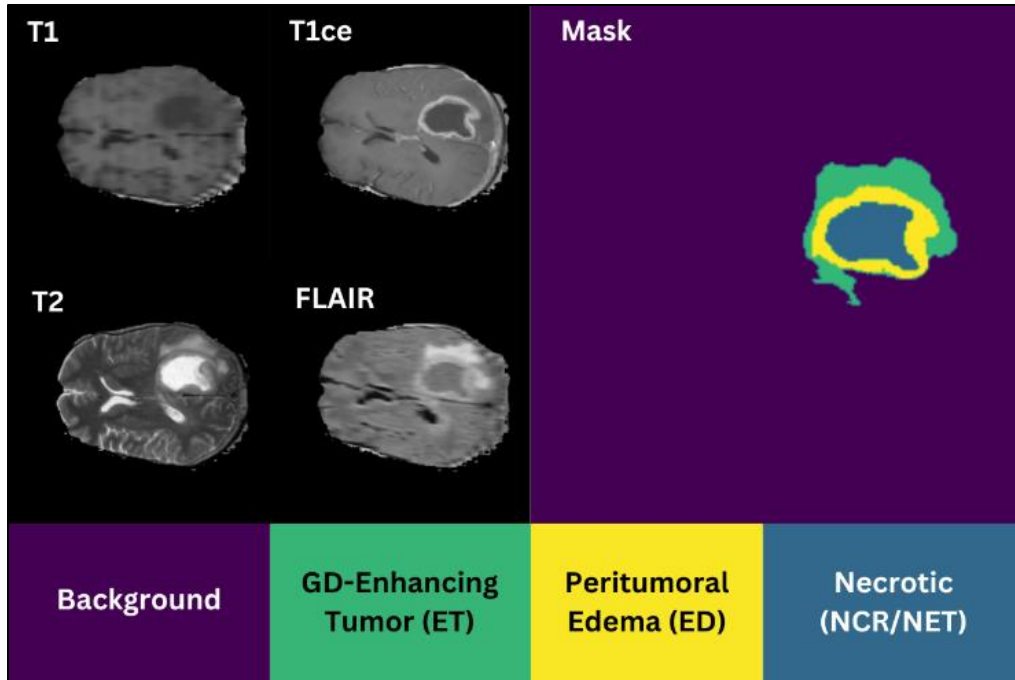 T1
T1ce
Mask
T2
FLAIR
Background
GD-Enhancing
Tumor (ET)
Peritumoral
Edema (ED)
Necrotic
(NCR/NET)